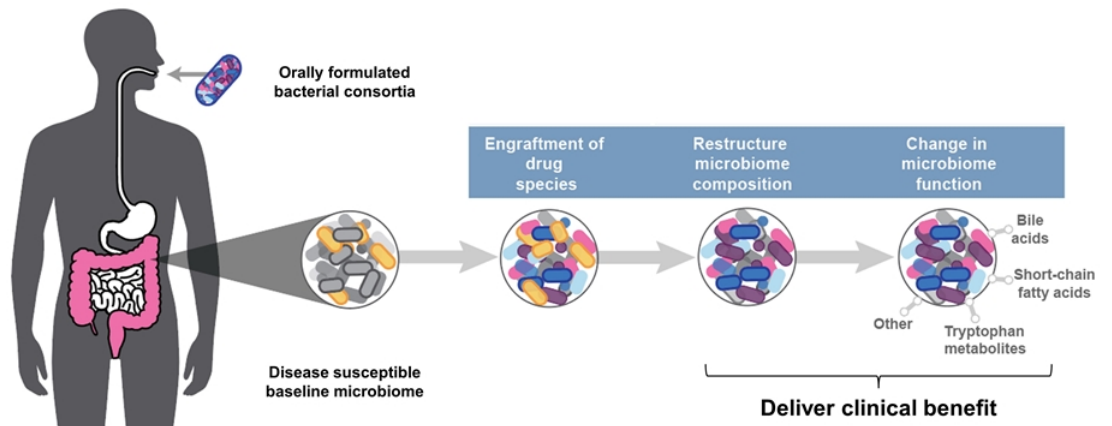 Orally formulated
bacterial consortia
Engraftment of
drug
species
Restructure
microbiome
composition
Change in
microbiome
function
Bile
acids
Short-chain
fatty acids
Tryptophan
metabolites
Other
Disease susceptible
baseline microbiome
Deliver clinical benefit